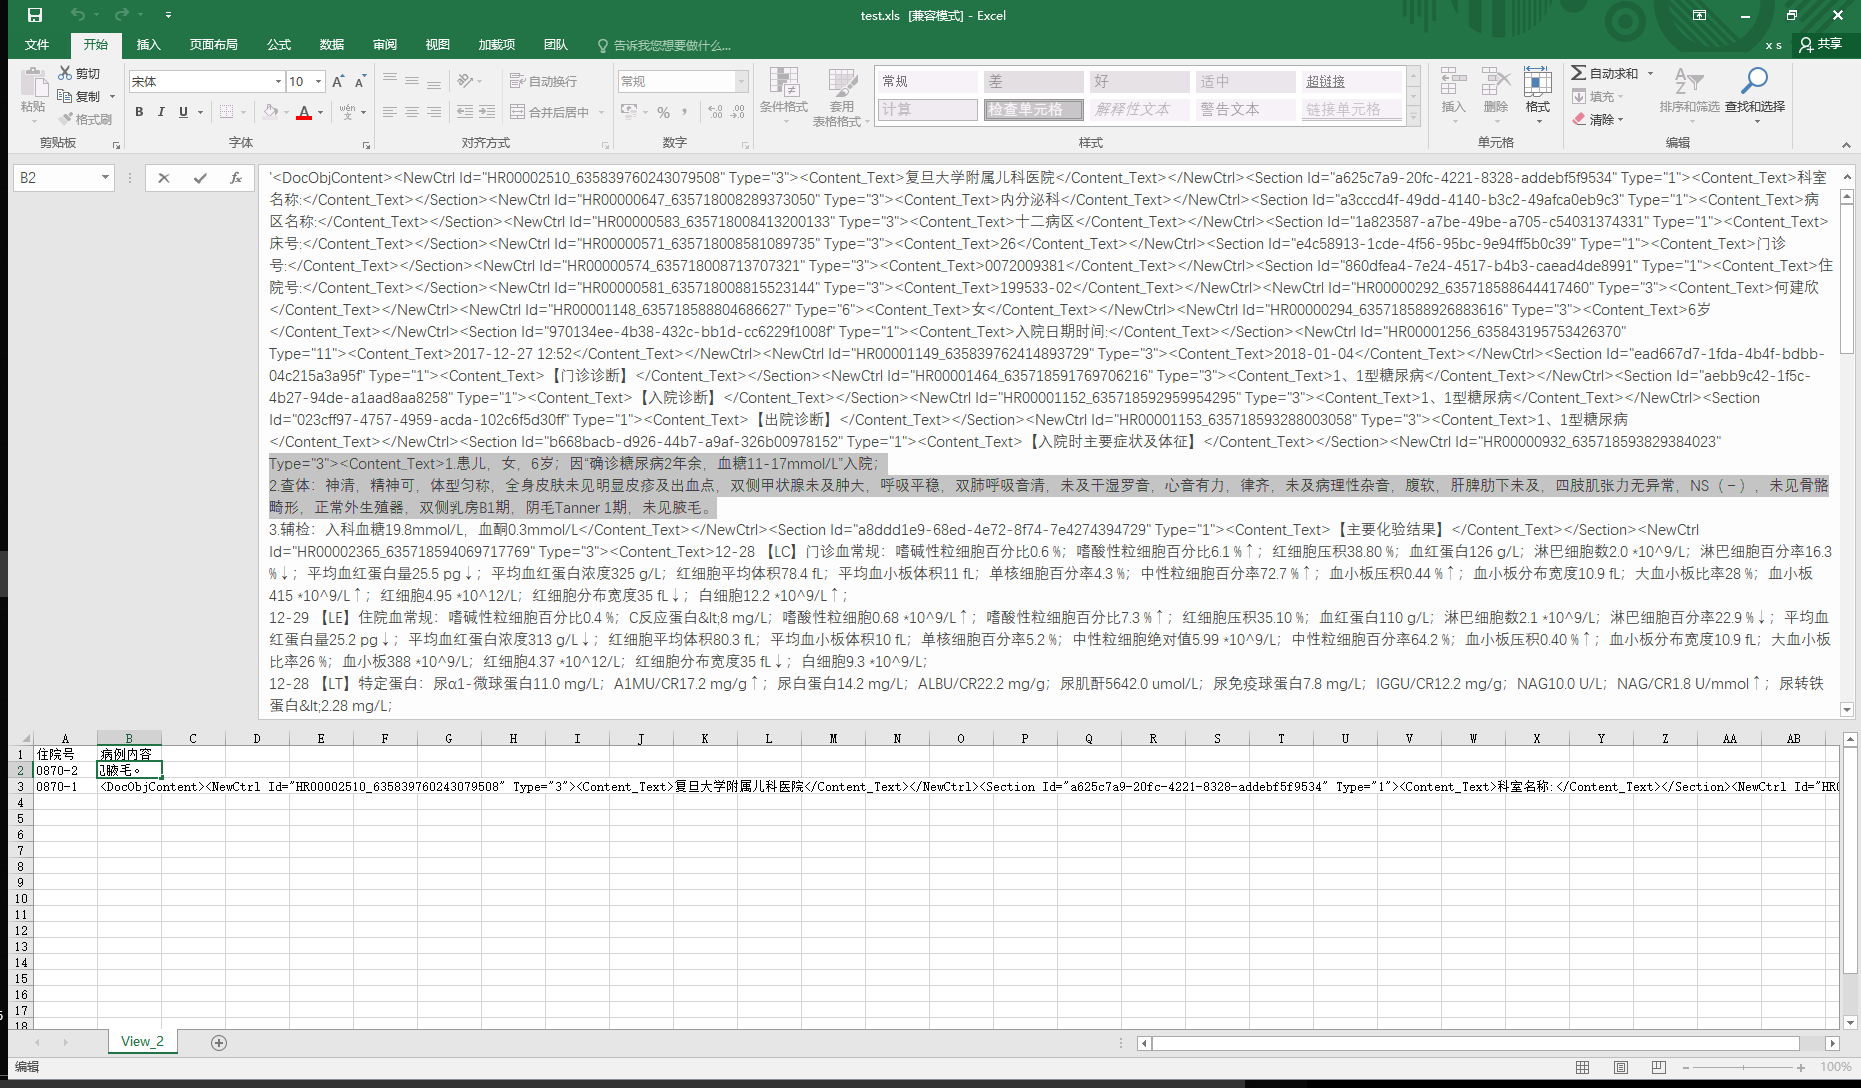 test.xls  [兼容模式] - Excel
文件 开始 插入 页面布局 公式 数据 审阅 视图 加载项 团队 告诉我您想要做什么... x s 共享
粘贴 剪切 复制 格式刷 剪贴板
宋体 10 B I U A wén 字体
自动换行 合并后居中 对齐方式
常规 % 数字
条件格式 套用表格格式
常规 差 好 适中 超链接
计算 检查单元格 解释性文本 警告文本 链接单元格
样式
插入 删除 格式 单元格
自动求和 填充 清除 排序和筛选 查找和选择 编辑
B2 fx
'<DocObjContent><NewCtrl Id="HR00002510_635839760243079508" Type="3"><Content_Text>复旦大学附属儿科医院</Content_Text></NewCtrl><Section Id="a625c7a9-20fc-4221-8328-addebf5f9534" Type="1"><Content_Text>科室
名称:</Content_Text></Section><NewCtrl Id="HR00000647_635718008289373050" Type="3"><Content_Text>内分泌科</Content_Text></NewCtrl><Section Id="a3cccd4f-49dd-4140-b3c2-49afca0eb9c3" Type="1"><Content_Text>病
区名称:</Content_Text></Section><NewCtrl Id="HR00000583_635718008413200133" Type="3"><Content_Text>十二病区</Content_Text></NewCtrl><Section Id="1a823587-a7be-49be-a705-c54031374331" Type="1"><Content_Text>
床号:</Content_Text></Section><NewCtrl Id="HR00000571_635718008581089735" Type="3"><Content_Text>26</Content_Text></NewCtrl><Section Id="e4c58913-1cde-4f56-95bc-9e94ff5b0c39" Type="1"><Content_Text>门诊
号:</Content_Text></Section><NewCtrl Id="HR00000574_635718008713707321" Type="3"><Content_Text>0072009381</Content_Text></NewCtrl><Section Id="860dfea4-7e24-4517-b4b3-caead4de8991" Type="1"><Content_Text>住
院号:</Content_Text></Section><NewCtrl Id="HR00000581_635718008815523144" Type="3"><Content_Text>199533-02</Content_Text></NewCtrl><NewCtrl Id="HR00000292_635718588644417460" Type="3"><Content_Text>何建欣
</Content_Text></NewCtrl><NewCtrl Id="HR00001148_635718588804686627" Type="6"><Content_Text>女</Content_Text></NewCtrl><NewCtrl Id="HR00000294_635718588926883616" Type="3"><Content_Text>6岁
</Content_Text></NewCtrl><Section Id="970134ee-4b38-432c-bb1d-cc6229f1008f" Type="1"><Content_Text>入院日期时间:</Content_Text></Section><NewCtrl Id="HR00001256_635843195753426370"
Type="11"><Content_Text>2017-12-27 12:52</Content_Text></NewCtrl><NewCtrl Id="HR00001149_635839762414893729" Type="3"><Content_Text>2018-01-04</Content_Text></NewCtrl><Section Id="ead667d7-1fda-4b4f-bdbb-
04c215a3a95f" Type="1"><Content_Text>【门诊诊断】</Content_Text></Section><NewCtrl Id="HR00001464_635718591769706216" Type="3"><Content_Text>1、1型糖尿病</Content_Text></NewCtrl><Section Id="aebb9c42-1f5c-
4b27-94de-a1aad8aa8258" Type="1"><Content_Text>【入院诊断】</Content_Text></Section><NewCtrl Id="HR00001152_635718592959954295" Type="3"><Content_Text>1、1型糖尿病</Content_Text></NewCtrl><Section
Id="023cff97-4757-4959-acda-102c6f5d30ff" Type="1"><Content_Text>【出院诊断】</Content_Text></Section><NewCtrl Id="HR00001153_635718593288003058" Type="3"><Content_Text>1、1型糖尿病
</Content_Text></NewCtrl><Section Id="b668bacb-d926-44b7-a9af-326b00978152" Type="1"><Content_Text>【入院时主要症状及体征】</Content_Text></Section><NewCtrl Id="HR00000932_635718593829384023"
Type="3"><Content_Text>1.患儿，女，6岁；因“确诊糖尿病2年余，血糖11-17mmol/L”入院；
2.查体：神清，精神可，体型匀称，全身皮肤未见明显皮疹及出血点，双侧甲状腺未及肿大，呼吸平稳，双肺呼吸音清，未及干湿罗音，心音有力，律齐，未及病理性杂音，腹软，肝脾肋下未及，四肢肌张力无异常，NS（-），未见骨骼
畸形，正常外生殖器，双侧乳房B1期，阴毛Tanner 1期，未见腋毛。
3.辅检：入科血糖19.8mmol/L，血酮0.3mmol/L</Content_Text></NewCtrl><Section Id="a8ddd1e9-68ed-4e72-8f74-7e4274394729" Type="1"><Content_Text>【主要化验结果】</Content_Text></Section><NewCtrl
Id="HR00002365_635718594069717769" Type="3"><Content_Text>12-28 【LC】门诊血常规：嗜碱性粒细胞百分比0.6 %；嗜酸性粒细胞百分比6.1 %↑；红细胞压积38.80 %；血红蛋白126 g/L；淋巴细胞数2.0 *10^9/L；淋巴细胞百分率16.3
%↓；平均血红蛋白量25.5 pg↓；平均血红蛋白浓度325 g/L；红细胞平均体积78.4 fL；平均血小板体积11 fL；单核细胞百分率4.3 %；中性粒细胞百分率72.7 %↑；血小板压积0.44 %↑；血小板分布宽度10.9 fL；大血小板比率28 %；血小板
415 *10^9/L↑；红细胞4.95 *10^12/L；红细胞分布宽度35 fL↓；白细胞12.2 *10^9/L↑；
12-29 【LE】住院血常规：嗜碱性粒细胞百分比0.4 %；C反应蛋白&lt;8 mg/L；嗜酸性粒细胞0.68 *10^9/L↑；嗜酸性粒细胞百分比7.3 %↑；红细胞压积35.10 %；血红蛋白110 g/L；淋巴细胞数2.1 *10^9/L；淋巴细胞百分率22.9 %↓；平均血
红蛋白量25.2 pg↓；平均血红蛋白浓度313 g/L↓；红细胞平均体积80.3 fL；平均血小板体积10 fL；单核细胞百分率5.2 %；中性粒细胞绝对值5.99 *10^9/L；中性粒细胞百分率64.2 %；血小板压积0.40 %↑；血小板分布宽度10.9 fL；大血小板
比率26 %；血小板388 *10^9/L；红细胞4.37 *10^12/L；红细胞分布宽度35 fL↓；白细胞9.3 *10^9/L；
12-28 【LT】特定蛋白：尿α1-微球蛋白11.0 mg/L；A1MU/CR17.2 mg/g↑；尿白蛋白14.2 mg/L；ALBU/CR22.2 mg/g；尿肌酐5642.0 umol/L；尿免疫球蛋白7.8 mg/L；IGGU/CR12.2 mg/g；NAG10.0 U/L；NAG/CR1.8 U/mmol↑；尿转铁
蛋白&lt;2.28 mg/L；
A B C D E F G H I J K L M N O P Q R S T U V W X Y Z AA AB
1 住院号 病例内容
2 0870-2 腋毛。
3 0870-1 <DocObjContent><NewCtrl Id="HR00002510_635839760243079508" Type="3"><Content_Text>复旦大学附属儿科医院</Content_Text></NewCtrl><Section Id="a625c7a9-20fc-4221-8328-addebf5f9534" Type="1"><Content_Text>科室名称:</Content_Text></Section><NewCtrl Id="HR0
4
5
6
7
8
9
10
11
12
13
14
15
16
17
18
View_2
编辑 100%